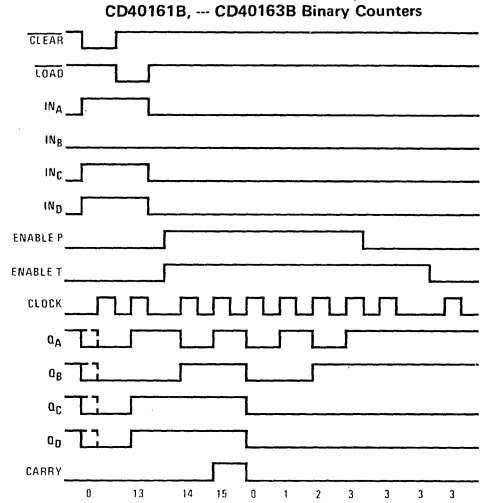 CD40161B, --- CD40163B Binary Counters
CLEAR
LOAD
INA
INB
INC
IND
ENABLE P
ENABLE T
CLOCK
QA
QB
QC
QD
CARRY
0 13 14 15 0 1 2 3 3 3 3